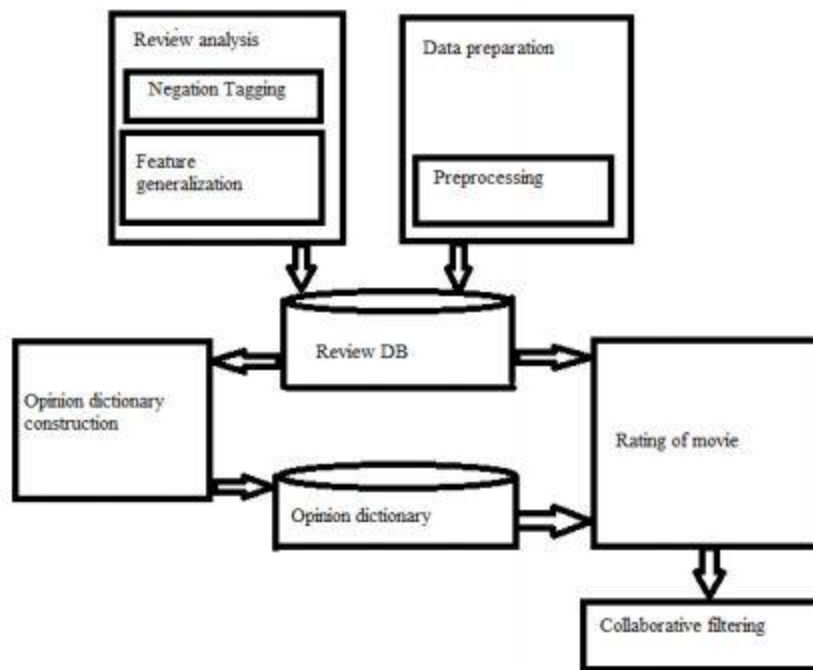 Review analysis
Negation Tagging
Feature
generalization
Data preparation
Preprocessing
Review DB
Opinion dictionary
construction
Rating of movie
Opinion dictionary
Collaborative filtering